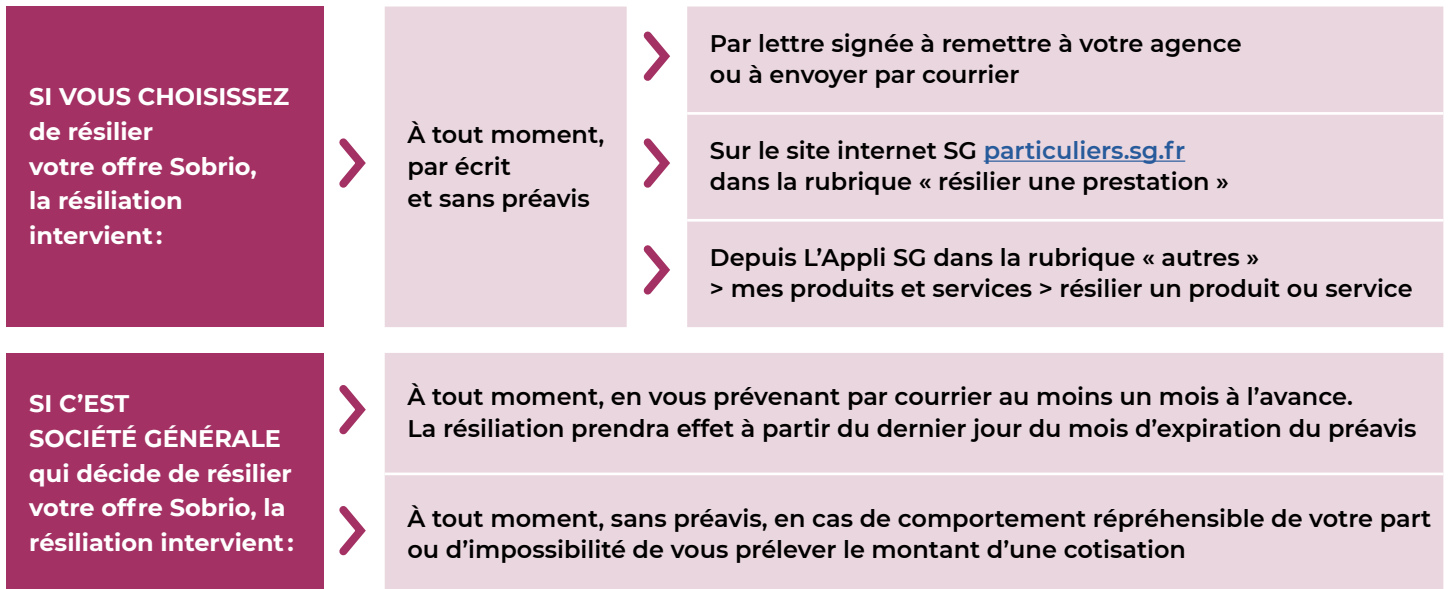 SI VOUS CHOISISSEZ
de résilier
votre offre Sobrio,
la résiliation
intervient :
À tout moment,
par écrit
et sans préavis
Par lettre signée à remettre à votre agence
ou à envoyer par courrier
Sur le site internet SG particuliers.sg.fr
dans la rubrique « résilier une prestation »
Depuis L’Appli SG dans la rubrique « autres »
> mes produits et services > résilier un produit ou service
SI C’EST
SOCIÉTÉ GÉNÉRALE
qui décide de résilier
votre offre Sobrio, la
résiliation intervient :
À tout moment, en vous prévenant par courrier au moins un mois à l’avance.
La résiliation prendra effet à partir du dernier jour du mois d’expiration du préavis
À tout moment, sans préavis, en cas de comportement répréhensible de votre part
ou d’impossibilité de vous prélever le montant d’une cotisation